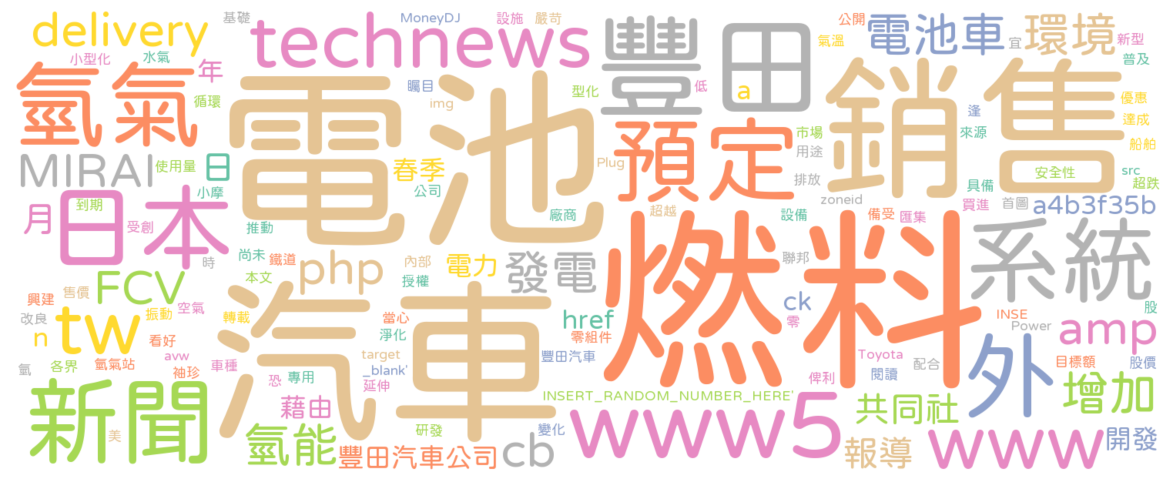 delivery
基礎
MoneyDJ
設施
嚴苛
technews
豐田
公開
氣溫
電池車
宜
環境
新型
普及
小型化
水氣
年
氫氣
循環
電池
矚目
img
型化
低
a
銷售
優惠
達成
船舶
逢
來源
市場
用途
預定
MIRAI
使用量
日
小摩
春季
公司
Plug
排放
安全性
src
超跌
具備
zoneid
買進
首圖
a4b3f35b
月
日本
到期
受創
推動
廠商
超越
設備
備受
匯集
燃料
系統
尚未
鐵道
本文
php
內部
授權
電力
發電
聯邦
FCV
興建
售價
時
改良
振動
空氣
轉載
汽車
當心
淨化
href
零組件
ck
零
INSE
Power
股
amp
tw
n
看好
各界
氫氣站
avw
袖珍
車種
氫
target
_blank'
延伸
豐田汽車
Toyota
閱讀
配合
外
目標額
股價
恐
專用
新聞
美
藉由
INSERT_RANDOM_NUMBER_HERE'
俾利
共同社
增加
氫能
研發
變化
www5
豐田汽車公司
cb
報導
www
開發